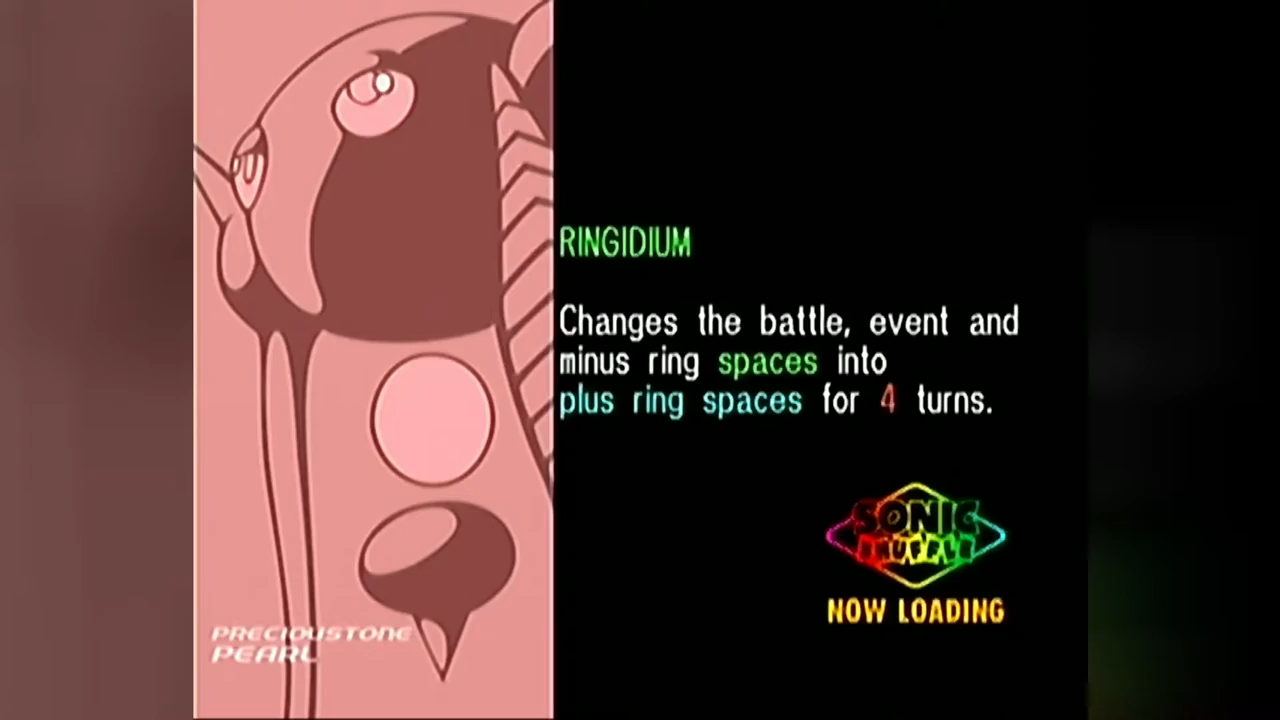 RINGIDIUM
Changes the battle, event and
minus ring spaces into
plus ring spaces for 4 turns.
SONIC
SHUFFLE
NOW LOADING
PRECIOUSTONE
PEARL